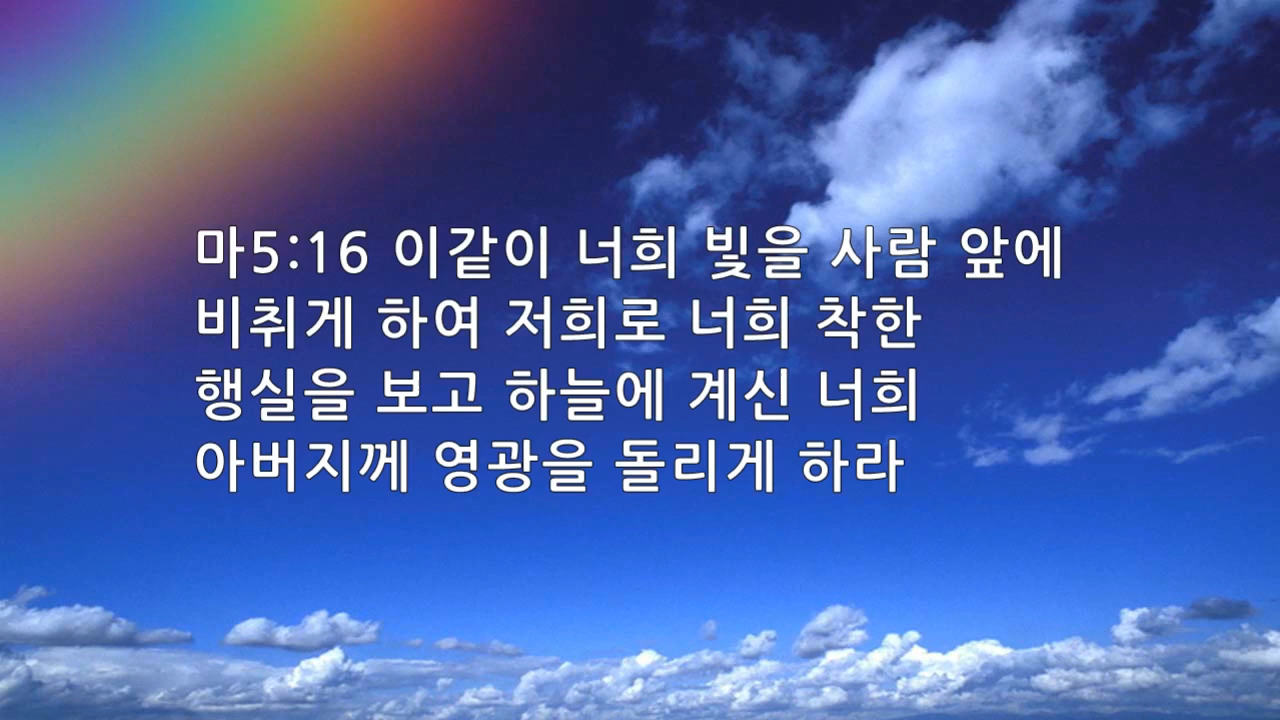 마5:16 이같이 너희 빛을 사람 앞에
비취게 하여 저희로 너희 착한
행실을 보고 하늘에 계신 너희
아버지께 영광을 돌리게 하라